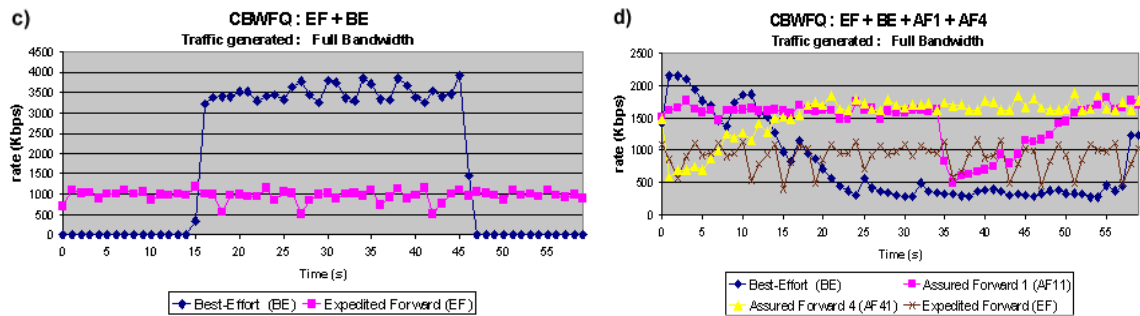 c)
CBWFQ : EF + BE
Traffic generated : Full Bandwidth
rate (Kbps)
4500
4000
3500
3000
2500
2000
1500
1000
500
0
0 5 10 15 20 25 30 35 40 45 50 55
Time (s)
Best-Effort (BE) Expedited Forward (EF)
d)
CBWFQ : EF + BE + AF1 + AF4
Traffic generated : Full Bandwidth
rate (Kbps)
2500
2000
1500
1000
500
0
0 5 10 15 20 25 30 35 40 45 50 55
Time (s)
Best-Effort (BE) Assured Forward 1 (AF11)
Assured Forward 4 (AF41) Expedited Forward (EF)